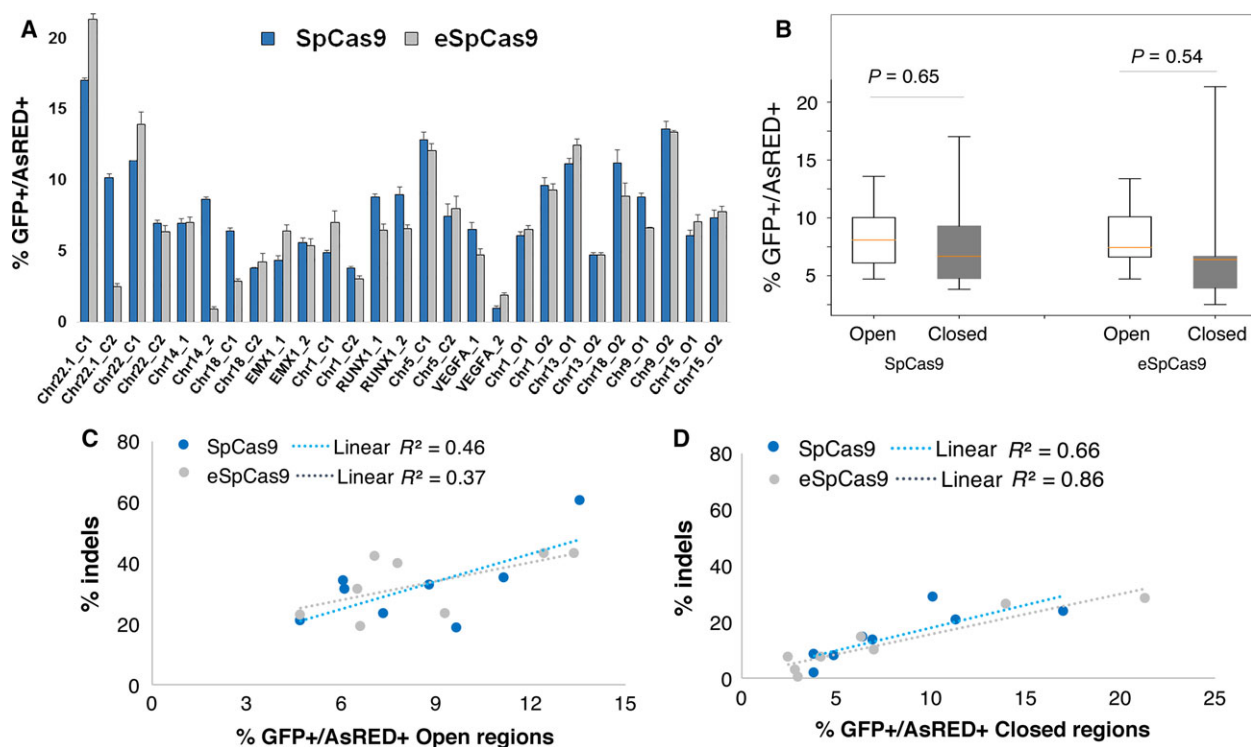 A
SpCas9 eSpCas9
% GFP+/AsRED+
20
15
10
5
0
Chr22.1_C1
Chr22.1_C2
Chr22_C1
Chr22_C2
Chr14_1
Chr14_2
Chr18_C1
Chr18_C2
EMX1_1
EMX1_2
Chr1_C1
Chr1_C2
RUNX1_1
RUNX1_2
Chr5_C1
Chr5_C2
VEGFA_1
VEGFA_2
Chr1_O1
Chr1_O2
Chr13_O1
Chr13_O2
Chr18_O2
Chr9_O1
Chr9_O2
Chr15_O1
Chr15_O2
B
P = 0.65
P = 0.54
% GFP+/AsRED+
20
15
10
5
Open Closed Open Closed
SpCas9 eSpCas9
C
SpCas9 Linear R² = 0.46
eSpCas9 Linear R² = 0.37
% indels
80
60
40
20
0
0 3 6 9 12 15
% GFP+/AsRED+ Open regions
D
SpCas9 Linear R² = 0.66
eSpCas9 Linear R² = 0.86
% indels
80
60
40
20
0
0 5 10 15 20 25
% GFP+/AsRED+ Closed regions